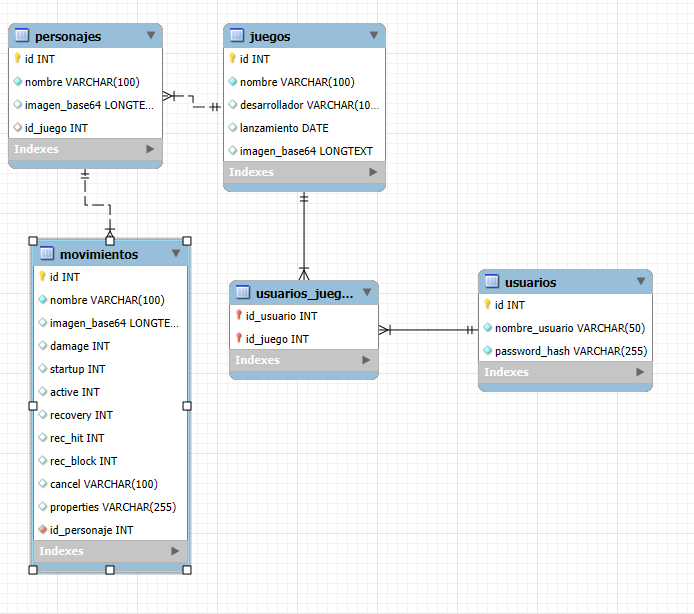 personajes
id INT
nombre VARCHAR(100)
imagen_base64 LONGTE...
id_juego INT
Indexes
juegos
id INT
nombre VARCHAR(100)
desarrollador VARCHAR(10...
lanzamiento DATE
imagen_base64 LONGTEXT
Indexes
movimientos
id INT
nombre VARCHAR(100)
imagen_base64 LONGTE...
damage INT
startup INT
active INT
recovery INT
rec_hit INT
rec_block INT
cancel VARCHAR(100)
properties VARCHAR(255)
id_personaje INT
Indexes
usuarios_jueg...
id_usuario INT
id_juego INT
Indexes
usuarios
id INT
nombre_usuario VARCHAR(50)
password_hash VARCHAR(255)
Indexes